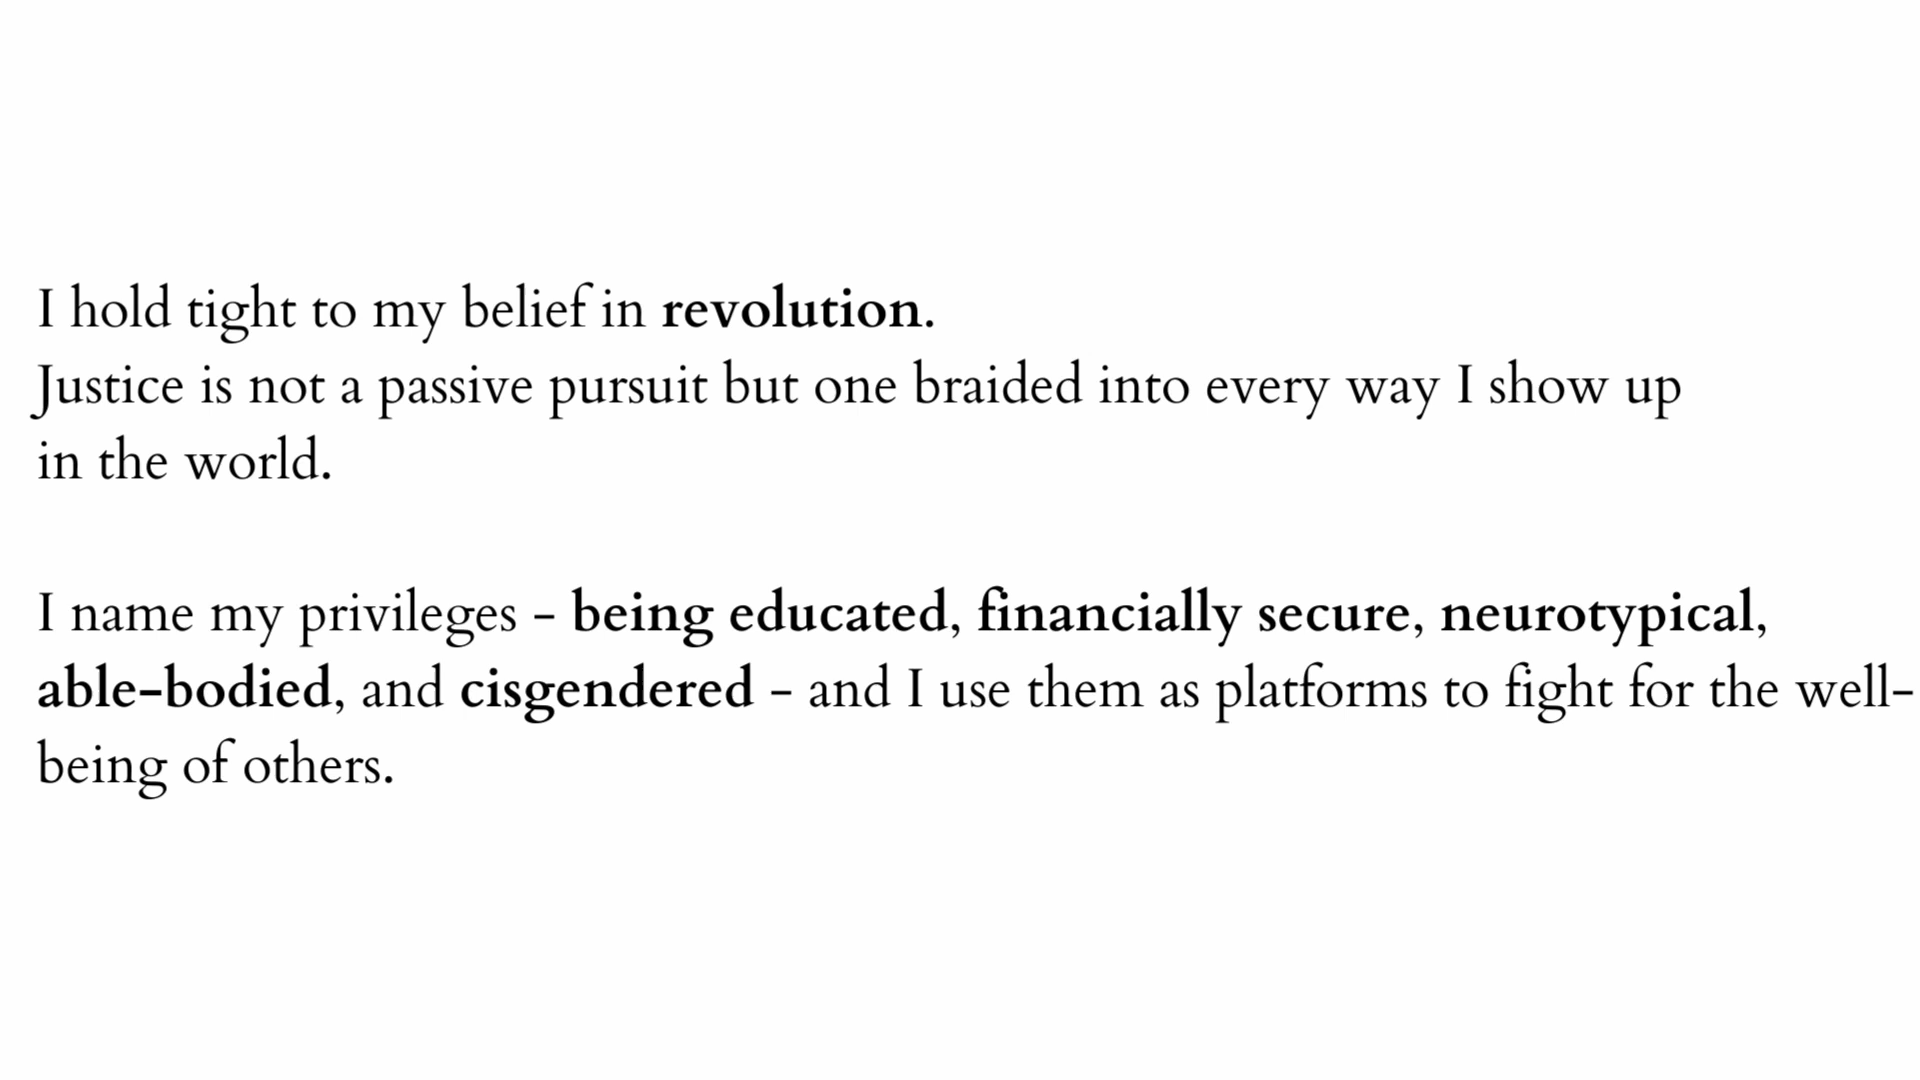 I hold tight to my belief in revolution.
Justice is not a passive pursuit but one braided into every way I show up
in the world.
I name my privileges - being educated, financially secure, neurotypical,
able-bodied, and cisgendered - and I use them as platforms to fight for the well-
being of others.